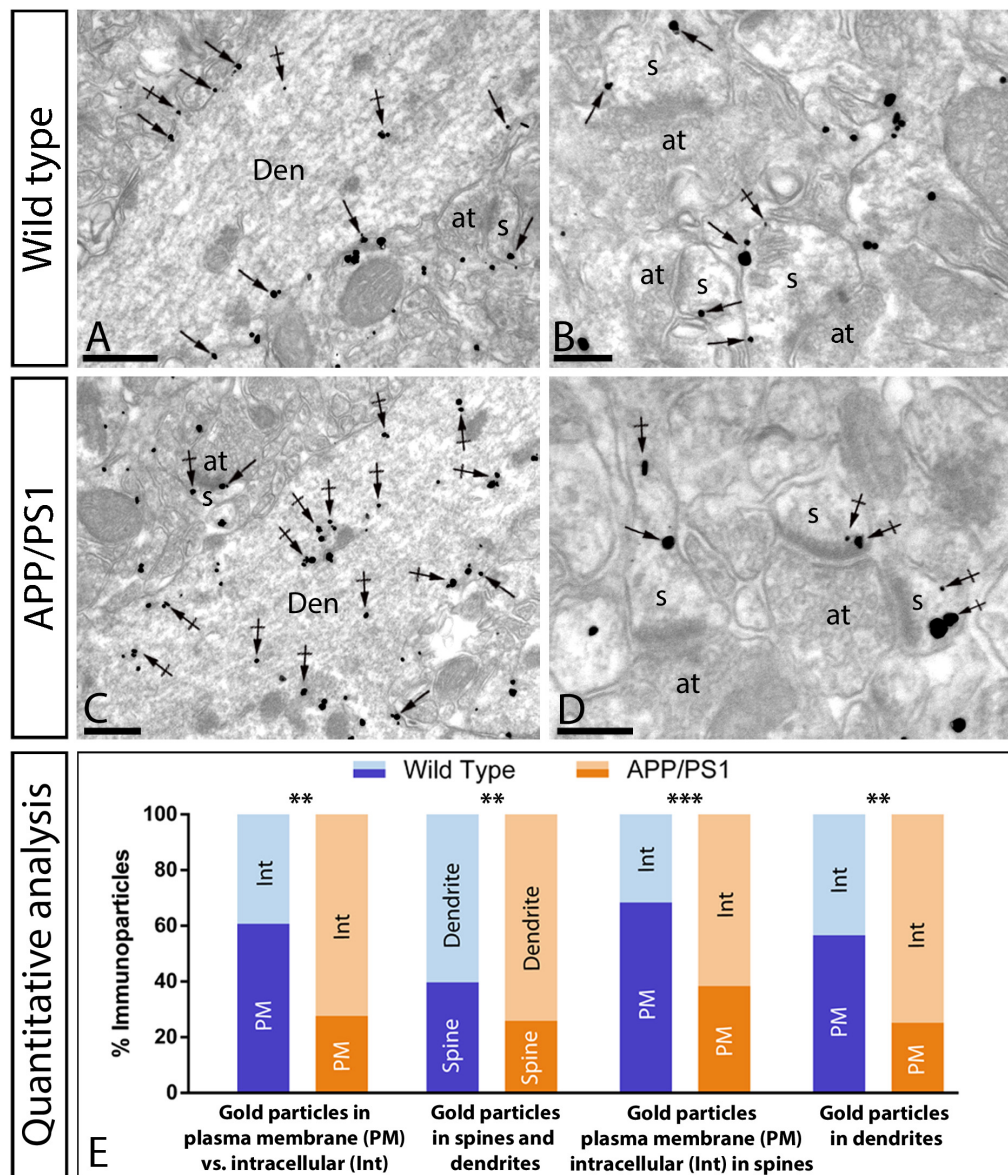 Wild type
Den
at
s
A
s
at
at
s
s
at
B
APP/PS1
at
s
Den
C
s
s
at
s
at
D
Quantitative analysis
Wild Type
APP/PS1
**
**
***
**
% Immunoparticles
100
80
60
40
20
0
Int
PM
Int
PM
Dendrite
Spine
Dendrite
Spine
Int
PM
Int
PM
Int
PM
Int
PM
Gold particles in
plasma membrane (PM)
vs. intracellular (Int)
Gold particles
in spines and
dendrites
Gold particles
plasma membrane (PM)
intracellular (Int) in spines
Gold particles
in dendrites
E